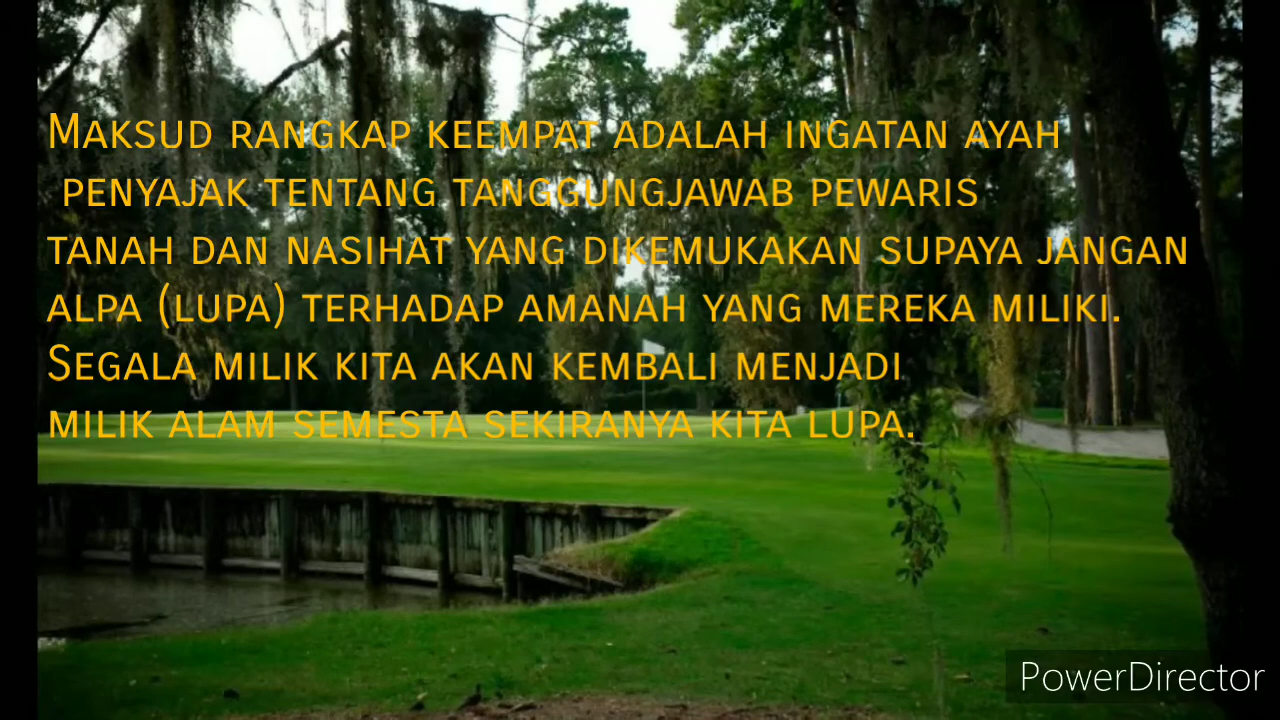 Maksud rangkap keempat adalah ingatan ayah
penyajak tentang tanggungjawab pewaris
tanah dan nasihat yang dikemukakan supaya jangan
alpa (lupa) terhadap amanah yang mereka miliki.
Segala milik kita akan kembali menjadi
milik alam semesta sekiranya kita lupa.
PowerDirector